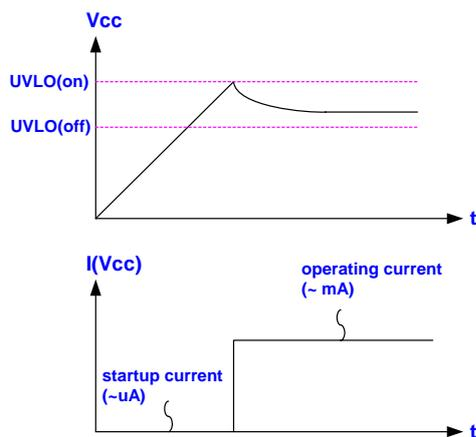 Vcc
UVLO(on)
UVLO(off)
t
I(Vcc)
operating current
(~ mA)
startup current
(~uA)
t